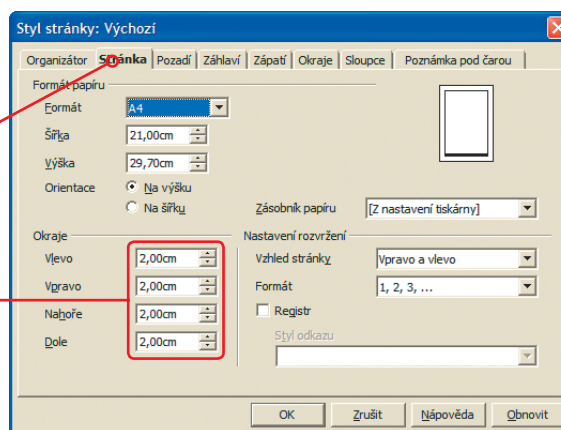 Styl stránky: Výchozí
Organizátor Stránka Pozadí Záhlaví Zápatí Okraje Sloupce Poznámka pod čarou
Formát papíru
Formát A4
Šířka 21,00cm
Výška 29,70cm
Orientace Na výšku
Na šířku Zásobník papíru [Z nastavení tiskárny]
Okraje Nastavení rozvržení
Vlevo 2,00cm Vzhled stránky Vpravo a vlevo
Vpravo 2,00cm Formát 1, 2, 3, ...
Nahoře 2,00cm Registr
Dole 2,00cm Styl odkazu
OK Zrušit Nápověda Obnovit